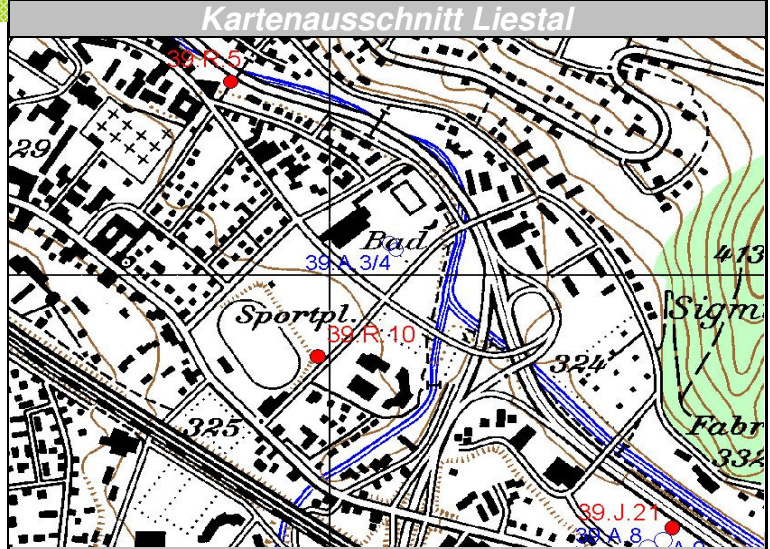 Kartenausschnitt Liestal
39.R.5
29
Bad
39.A.3/4
413
Sportpl.
39.R.10
Sigm
324
325
Fabr
332
39.J.21
39.A.8